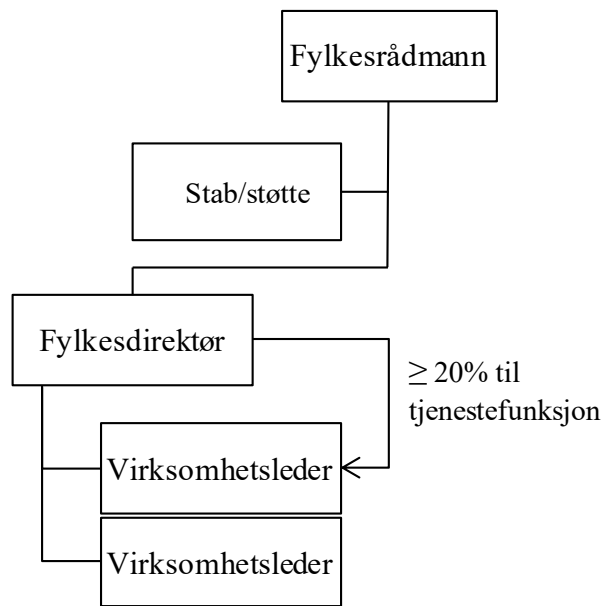 Fylkesrådmann
Stab/støtte
Fylkesdirektør
≥ 20% til
tjenestefunksjon
Virksomhetsleder
Virksomhetsleder